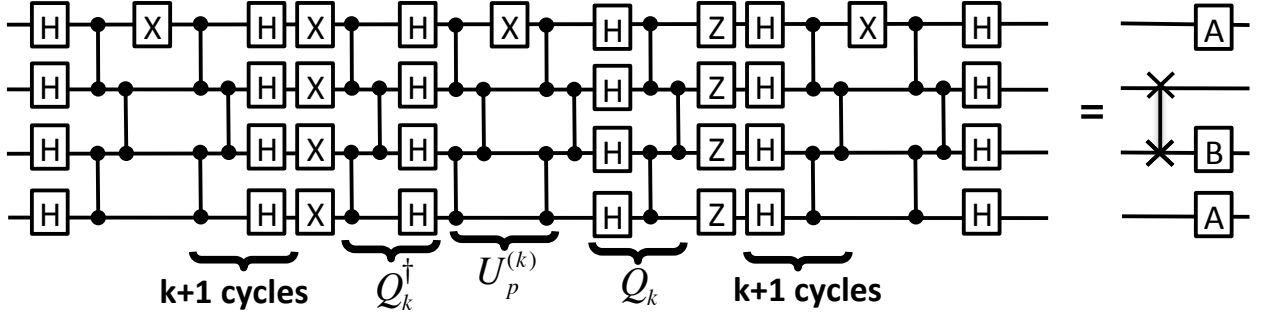 H X H X H X H Z H X H A
H H X H H Z H H
= 
H H X H H Z H H B
H H X H H Z H H A
k+1 cycles Q_k^† U_p^{(k)} Q_k k+1 cycles